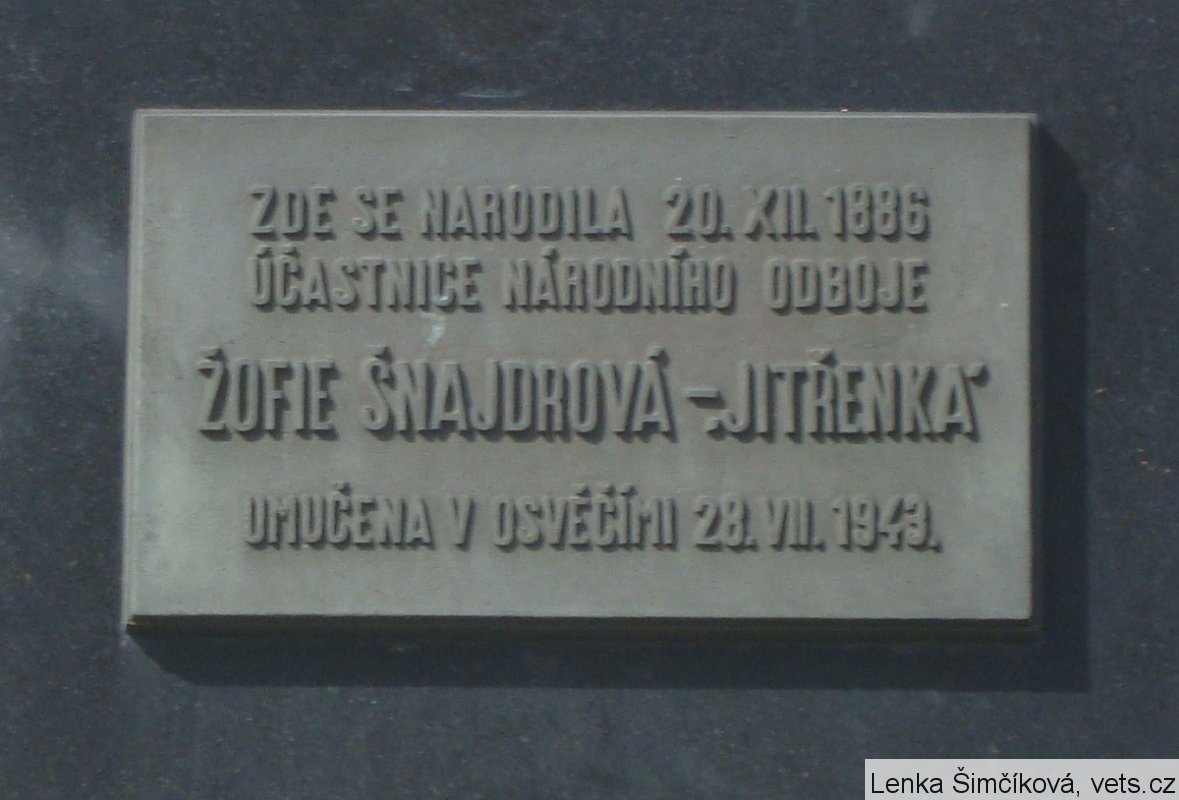 ZDE SE NARODILA 20. XII. 1886
ÚČASTNICE NÁRODNÍHO ODBOJE
ŽOFIE ŠNAJDROVÁ - „JITŘENKA“
UMUČENA V OSVĚČÍMI 28. VII. 1943.
Lenka Šimčíková, vets.cz